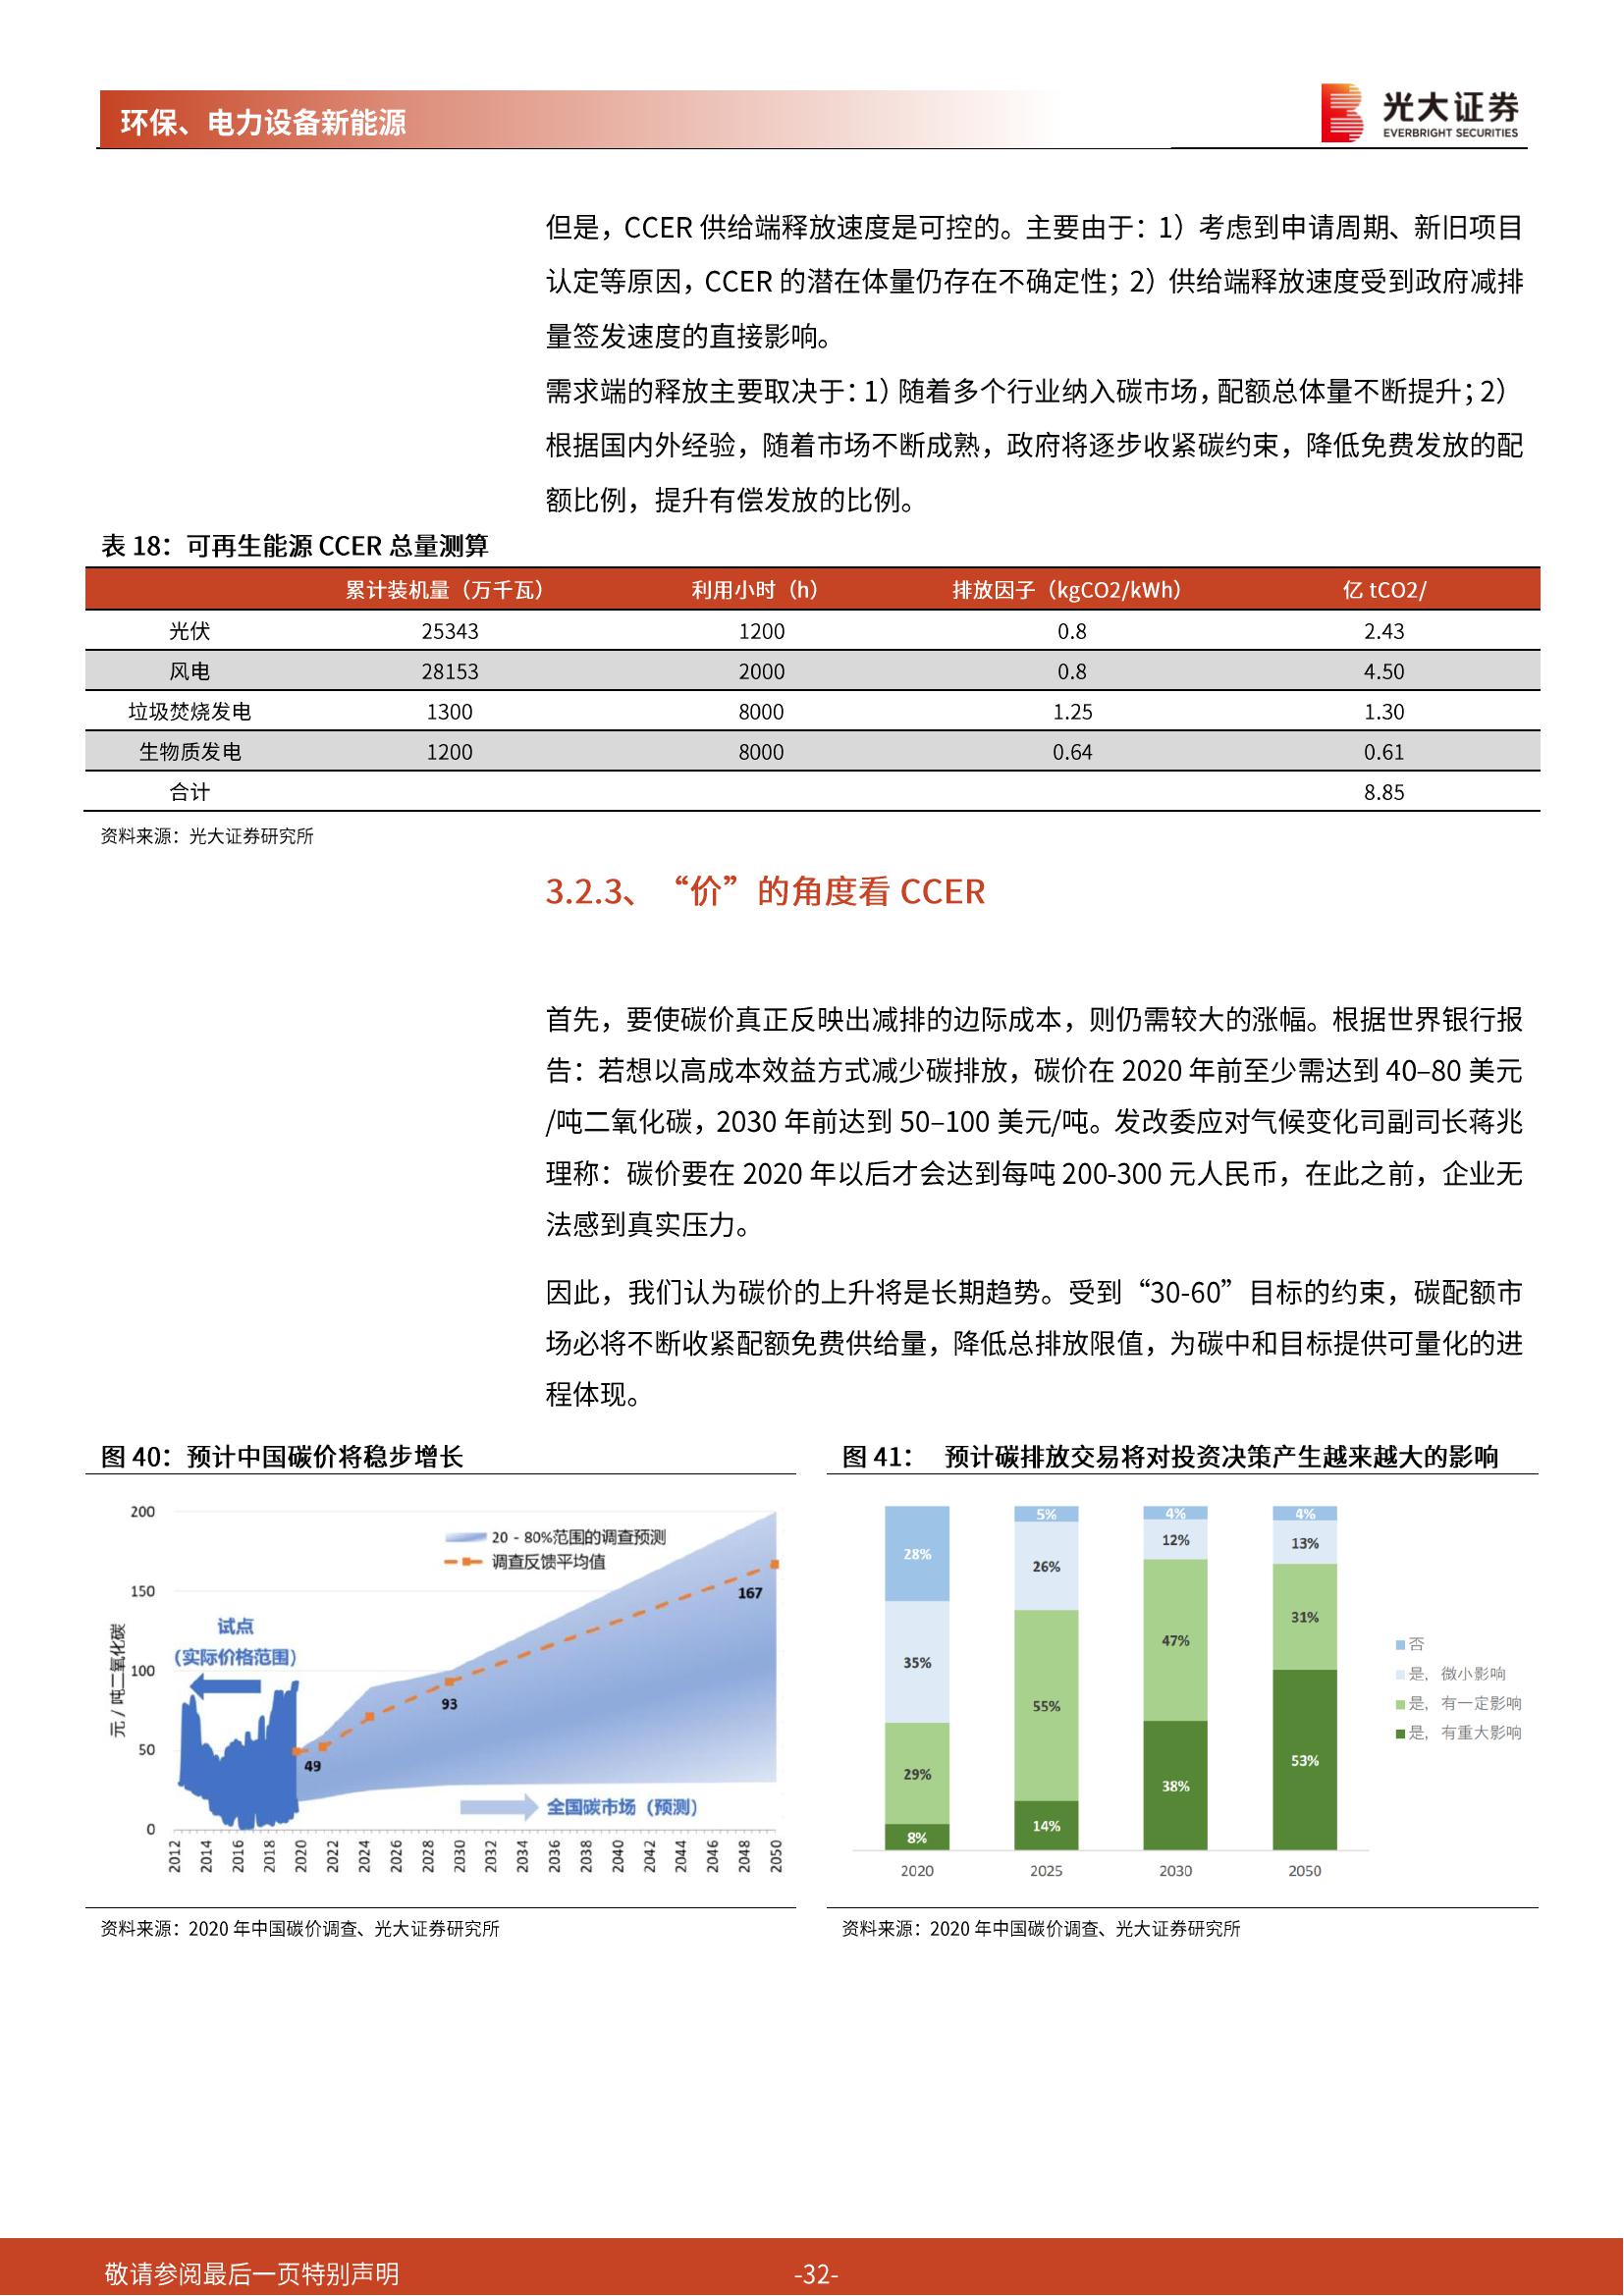 环保、电力设备新能源
光大证券
EVERBRIGHT SECURITIES
但是，CCER 供给端释放速度是可控的。主要由于：1）考虑到申请周期、新旧项目
认定等原因，CCER 的潜在体量仍存在不确定性；2）供给端释放速度受到政府减排
量签发速度的直接影响。
需求端的释放主要取决于：1）随着多个行业纳入碳市场，配额总体量不断提升；2）
根据国内外经验，随着市场不断成熟，政府将逐步收紧碳约束，降低免费发放的配
额比例，提升有偿发放的比例。
表 18：可再生能源 CCER 总量测算
累计装机量（万千瓦） 利用小时（h） 排放因子（kgCO2/kWh） 亿 tCO2/
光伏 25343 1200 0.8 2.43
风电 28153 2000 0.8 4.50
垃圾焚烧发电 1300 8000 1.25 1.30
生物质发电 1200 8000 0.64 0.61
合计 8.85
资料来源：光大证券研究所
3.2.3、“价”的角度看 CCER
首先，要使碳价真正反映出减排的边际成本，则仍需较大的涨幅。根据世界银行报
告：若想以高成本效益方式减少碳排放，碳价在 2020 年前至少需达到 40–80 美元
/吨二氧化碳，2030 年前达到 50–100 美元/吨。发改委应对气候变化司副司长蒋兆
理称：碳价要在 2020 年以后才会达到每吨 200-300 元人民币，在此之前，企业无
法感到真实压力。
因此，我们认为碳价的上升将是长期趋势。受到“30-60”目标的约束，碳配额市
场必将不断收紧配额免费供给量，降低总排放限值，为碳中和目标提供可量化的进
程体现。
图 40：预计中国碳价将稳步增长
200
150
100
50
0
元 / 吨二氧化碳
20 - 80%范围的调查预测
调查反馈平均值
试点
（实际价格范围）
49
93
167
全国碳市场（预测）
2012 2014 2016 2018 2020 2022 2024 2026 2028 2030 2032 2034 2036 2038 2040 2042 2044 2046 2048 2050
资料来源：2020 年中国碳价调查、光大证券研究所
图 41： 预计碳排放交易将对投资决策产生越来越大的影响
28% 5% 4% 4%
35% 26% 12% 13%
29% 55% 47% 31%
8% 14% 38% 53%
2020 2025 2030 2050
否
是，微小影响
是，有一定影响
是，有重大影响
资料来源：2020 年中国碳价调查、光大证券研究所
敬请参阅最后一页特别声明
-32-